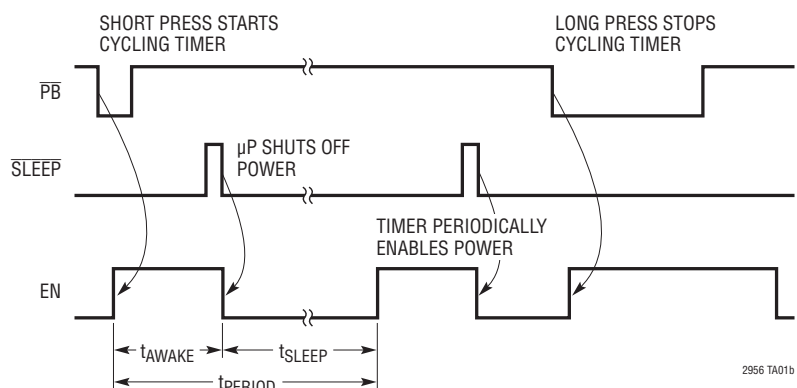 SHORT PRESS STARTS
CYCLING TIMER
LONG PRESS STOPS
CYCLING TIMER
PB
µP SHUTS OFF
POWER
SLEEP
TIMER PERIODICALLY
ENABLES POWER
EN
tAWAKE
tSLEEP
tPERIOD
2956 TA01b